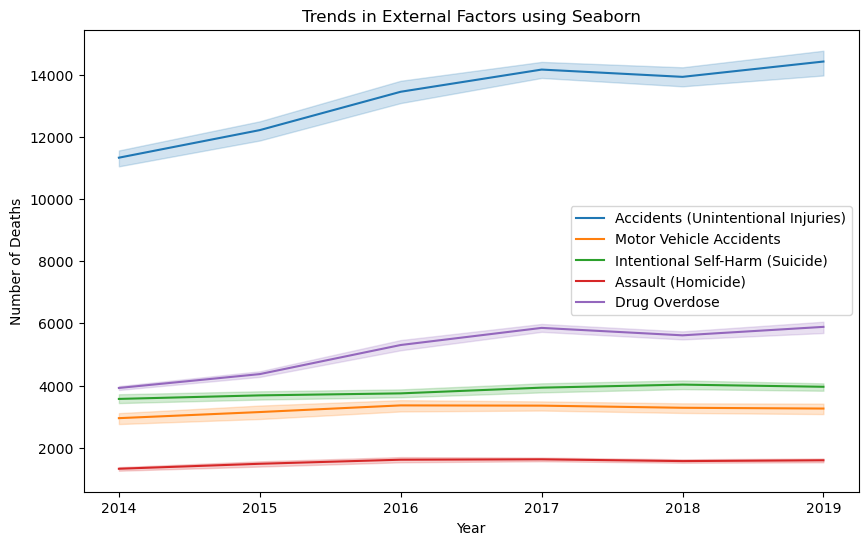 Trends in External Factors using Seaborn
Number of Deaths
14000
12000
10000
8000
6000
4000
2000
Accidents (Unintentional Injuries)
Motor Vehicle Accidents
Intentional Self-Harm (Suicide)
Assault (Homicide)
Drug Overdose
2014 2015 2016 2017 2018 2019
Year